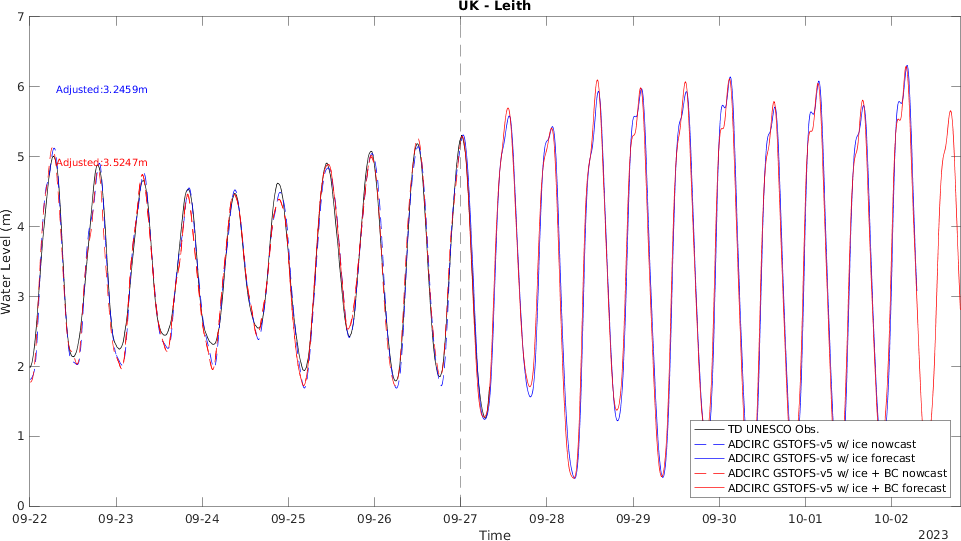 UK - Leith
7
6
5
4
3
2
1
0
Water Level (m)
Adjusted:3.2459m
Adjusted:3.5247m
TD UNESCO Obs.
ADCIRC GSTOFS-v5 w/ ice nowcast
ADCIRC GSTOFS-v5 w/ ice forecast
ADCIRC GSTOFS-v5 w/ ice + BC nowcast
ADCIRC GSTOFS-v5 w/ ice + BC forecast
09-22 09-23 09-24 09-25 09-26 09-27 09-28 09-29 09-30 10-01 10-02
Time
2023